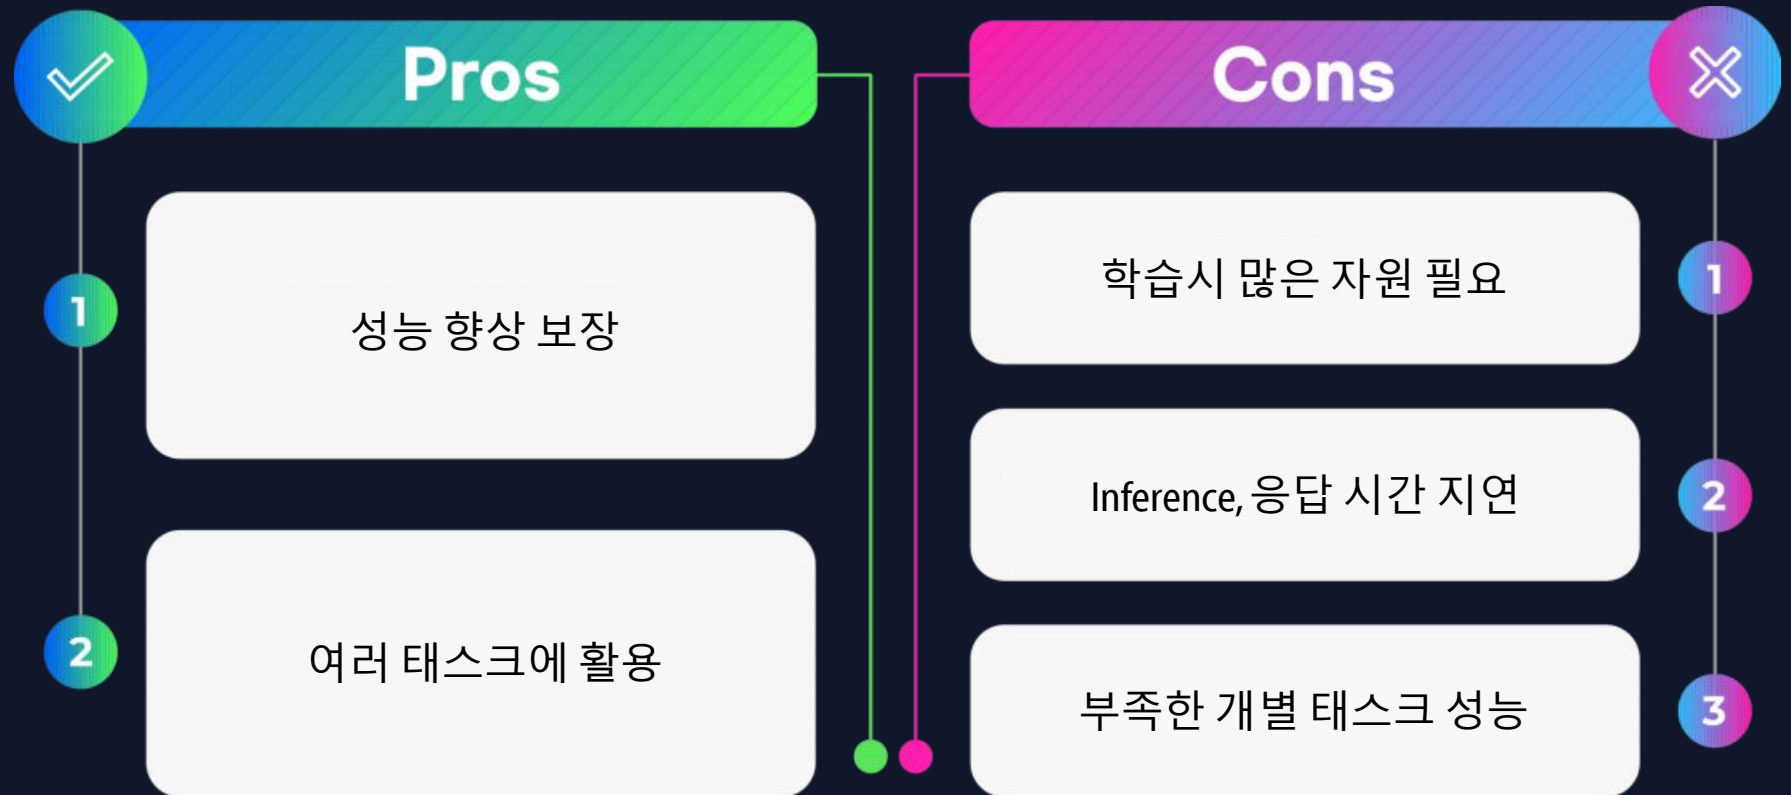 Pros
1
성능 향상 보장
2
여러 태스크에 활용
Cons
학습시 많은 자원 필요
1
Inference, 응답 시간 지연
2
부족한 개별 태스크 성능
3